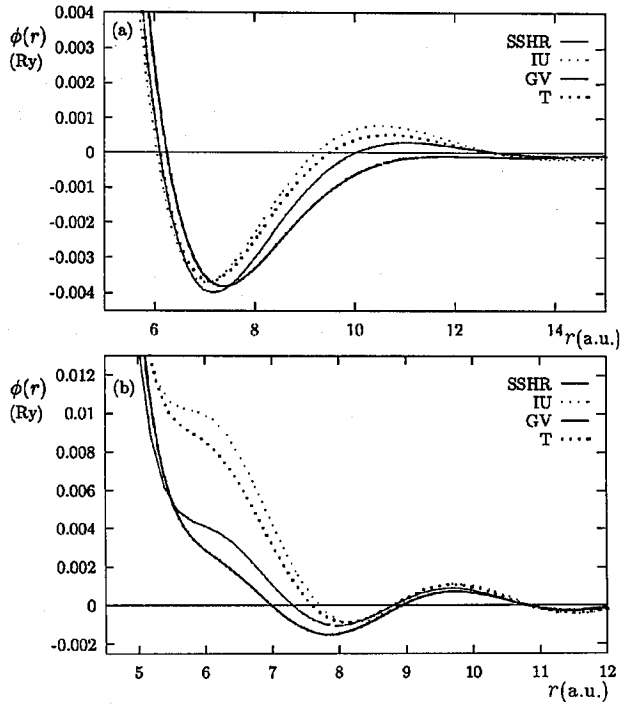 0.004
(a)
ϕ(r)
(Ry)
0.003
0.002
0.001
0
-0.001
-0.002
-0.003
-0.004
SSHR
IU
GV
T
6 8 10 12 14 r(a.u.)
0.012
(b)
ϕ(r)
(Ry)
0.01
0.008
0.006
0.004
0.002
0
-0.002
SSHR
IU
GV
T
5 6 7 8 9 10 11 12
r(a.u.)